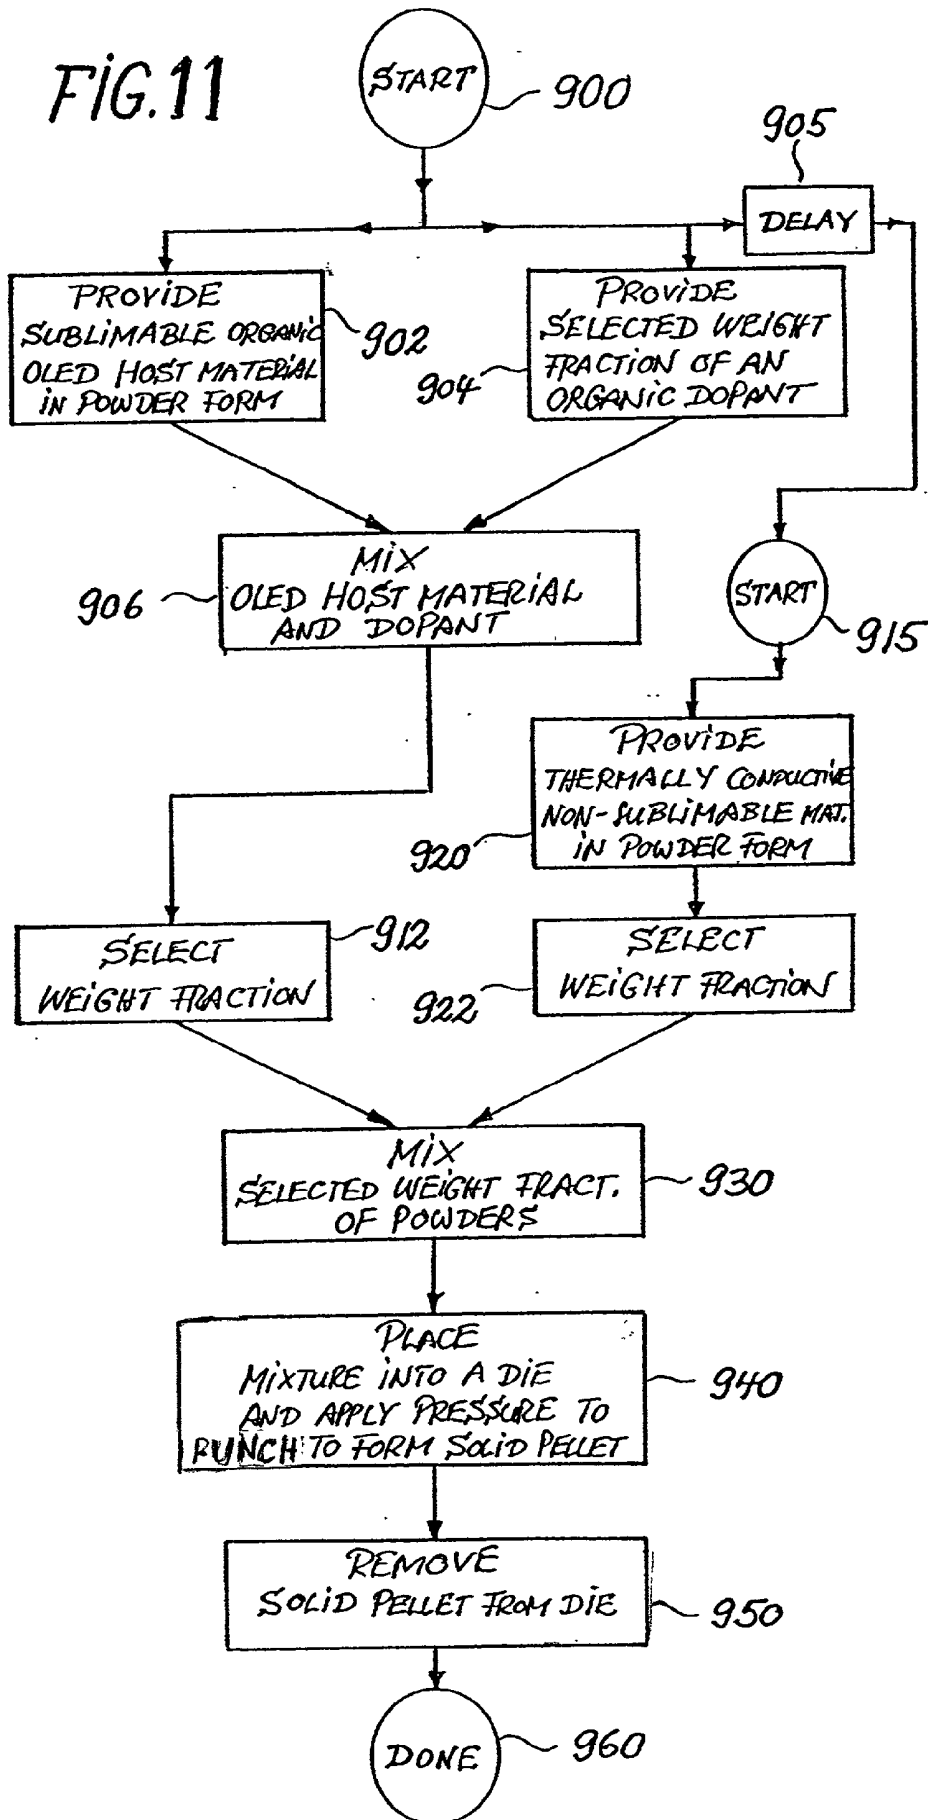 FIG.11
START
900
905
DELAY
PROVIDE
SUBLIMABLE ORGANIC
OLED HOST MATERIAL
IN POWDER FORM
902
PROVIDE
SELECTED WEIGHT
FRACTION OF AN
ORGANIC DOPANT
904
MIX
OLED HOST MATERIAL
AND DOPANT
906
START
915
PROVIDE
THERMALLY CONDUCTIVE
NON-SUBLIMABLE MAT.
IN POWDER FORM
920
SELECT
WEIGHT FRACTION
912
SELECT
WEIGHT FRACTION
922
MIX
SELECTED WEIGHT FRACT.
OF POWDERS
930
PLACE
MIXTURE INTO A DIE
AND APPLY PRESSURE TO
PUNCH TO FORM SOLID PELLET
940
REMOVE
SOLID PELLET FROM DIE
950
DONE
960